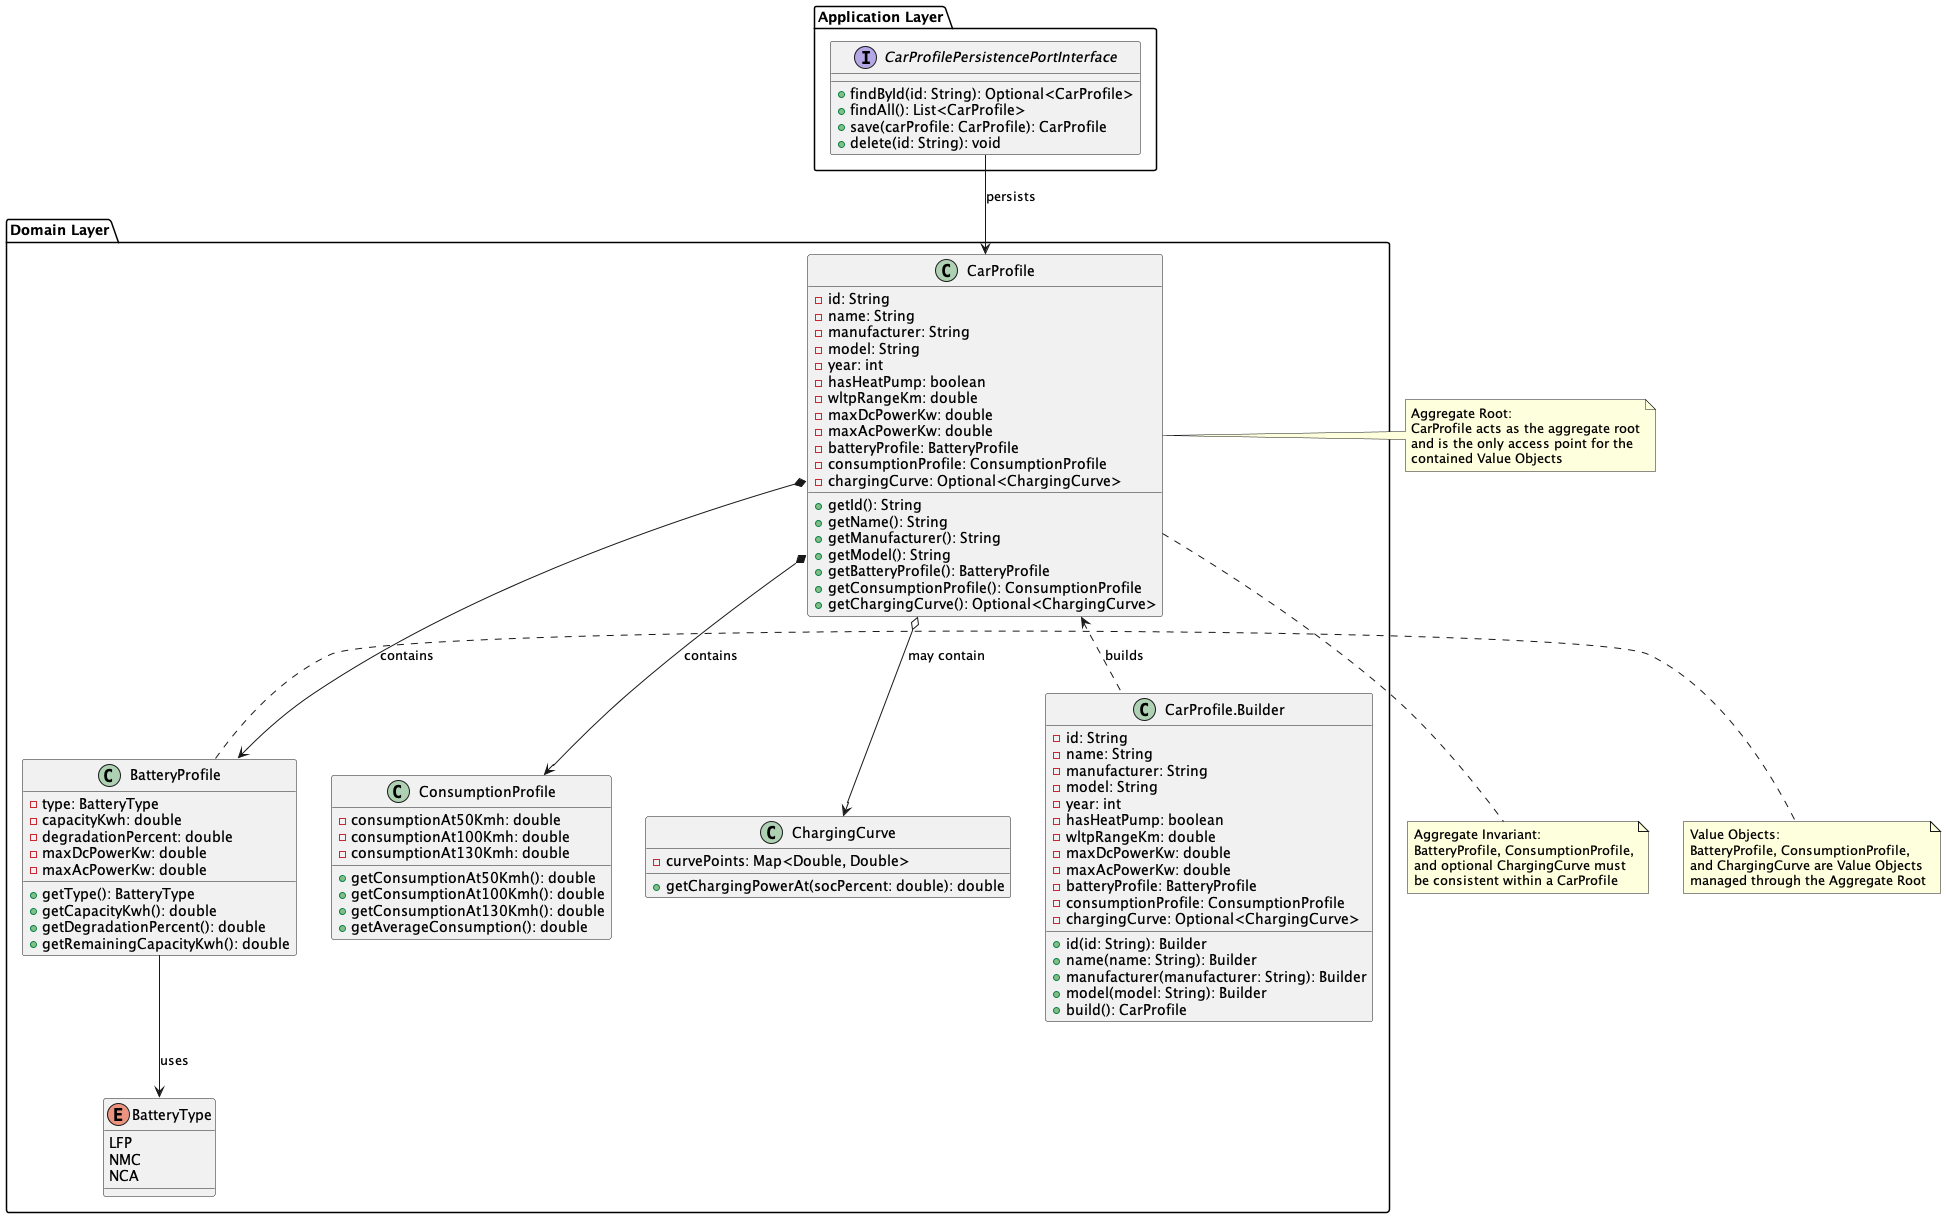 Application Layer
I CarProfilePersistencePortInterface
findById(id: String): Optional<CarProfile>
findAll(): List<CarProfile>
save(carProfile: CarProfile): CarProfile
delete(id: String): void
persists
Domain Layer
C CarProfile
id: String
name: String
manufacturer: String
model: String
year: int
hasHeatPump: boolean
wltpRangeKm: double
maxDcPowerKw: double
maxAcPowerKw: double
batteryProfile: BatteryProfile
consumptionProfile: ConsumptionProfile
chargingCurve: Optional<ChargingCurve>
getId(): String
getName(): String
getManufacturer(): String
getModel(): String
getBatteryProfile(): BatteryProfile
getConsumptionProfile(): ConsumptionProfile
getChargingCurve(): Optional<ChargingCurve>
Aggregate Root:
CarProfile acts as the aggregate root
and is the only access point for the
contained Value Objects
contains
contains
may contain
builds
C BatteryProfile
type: BatteryType
capacityKwh: double
degradationPercent: double
maxDcPowerKw: double
maxAcPowerKw: double
getType(): BatteryType
getCapacityKwh(): double
getDegradationPercent(): double
getRemainingCapacityKwh(): double
C ConsumptionProfile
consumptionAt50Kmh: double
consumptionAt100Kmh: double
consumptionAt130Kmh: double
getConsumptionAt50Kmh(): double
getConsumptionAt100Kmh(): double
getConsumptionAt130Kmh(): double
getAverageConsumption(): double
C ChargingCurve
curvePoints: Map<Double, Double>
getChargingPowerAt(socPercent: double): double
C CarProfile.Builder
id: String
name: String
manufacturer: String
model: String
year: int
hasHeatPump: boolean
wltpRangeKm: double
maxDcPowerKw: double
maxAcPowerKw: double
batteryProfile: BatteryProfile
consumptionProfile: ConsumptionProfile
chargingCurve: Optional<ChargingCurve>
id(id: String): Builder
name(name: String): Builder
manufacturer(manufacturer: String): Builder
model(model: String): Builder
build(): CarProfile
Aggregate Invariant:
BatteryProfile, ConsumptionProfile,
and optional ChargingCurve must
be consistent within a CarProfile
Value Objects:
BatteryProfile, ConsumptionProfile,
and ChargingCurve are Value Objects
managed through the Aggregate Root
uses
E BatteryType
LFP
NMC
NCA